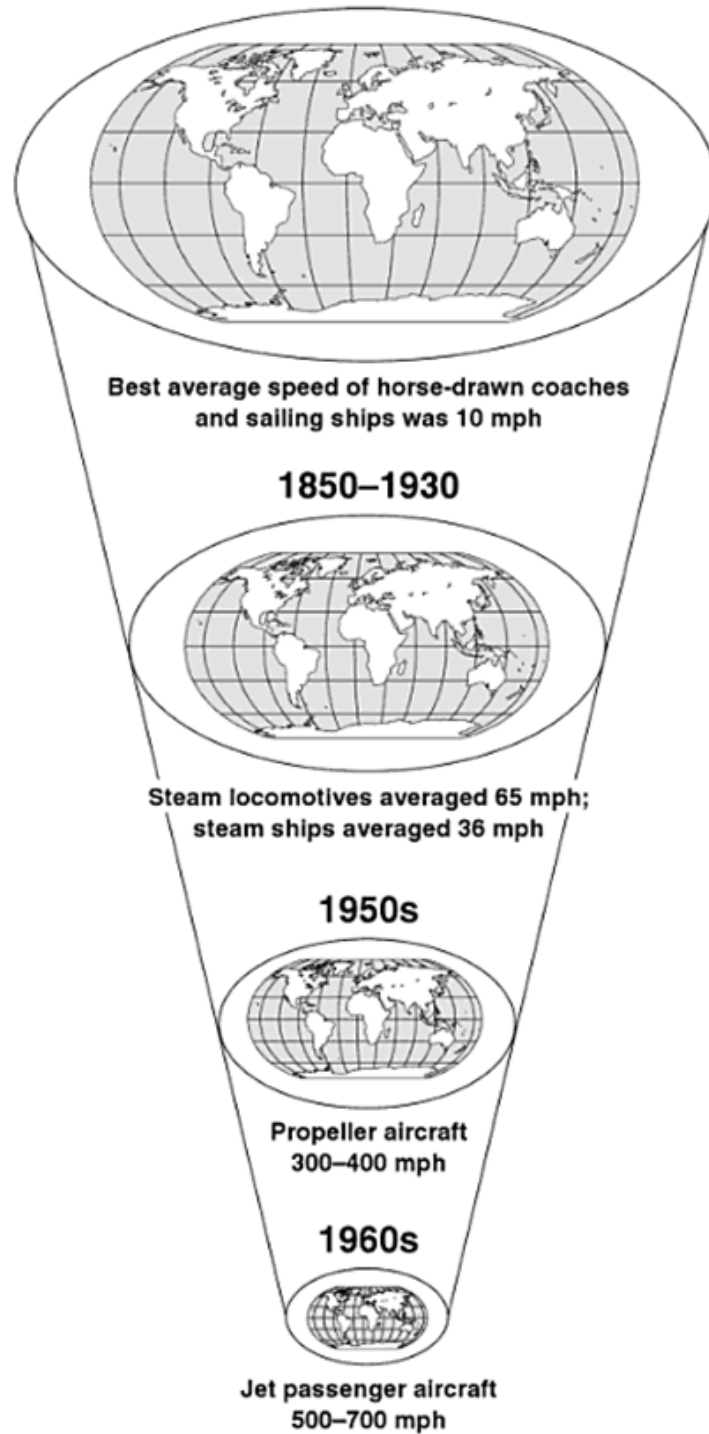 Best average speed of horse-drawn coaches
and sailing ships was 10 mph
1850–1930
Steam locomotives averaged 65 mph;
steam ships averaged 36 mph
1950s
Propeller aircraft
300–400 mph
1960s
Jet passenger aircraft
500–700 mph